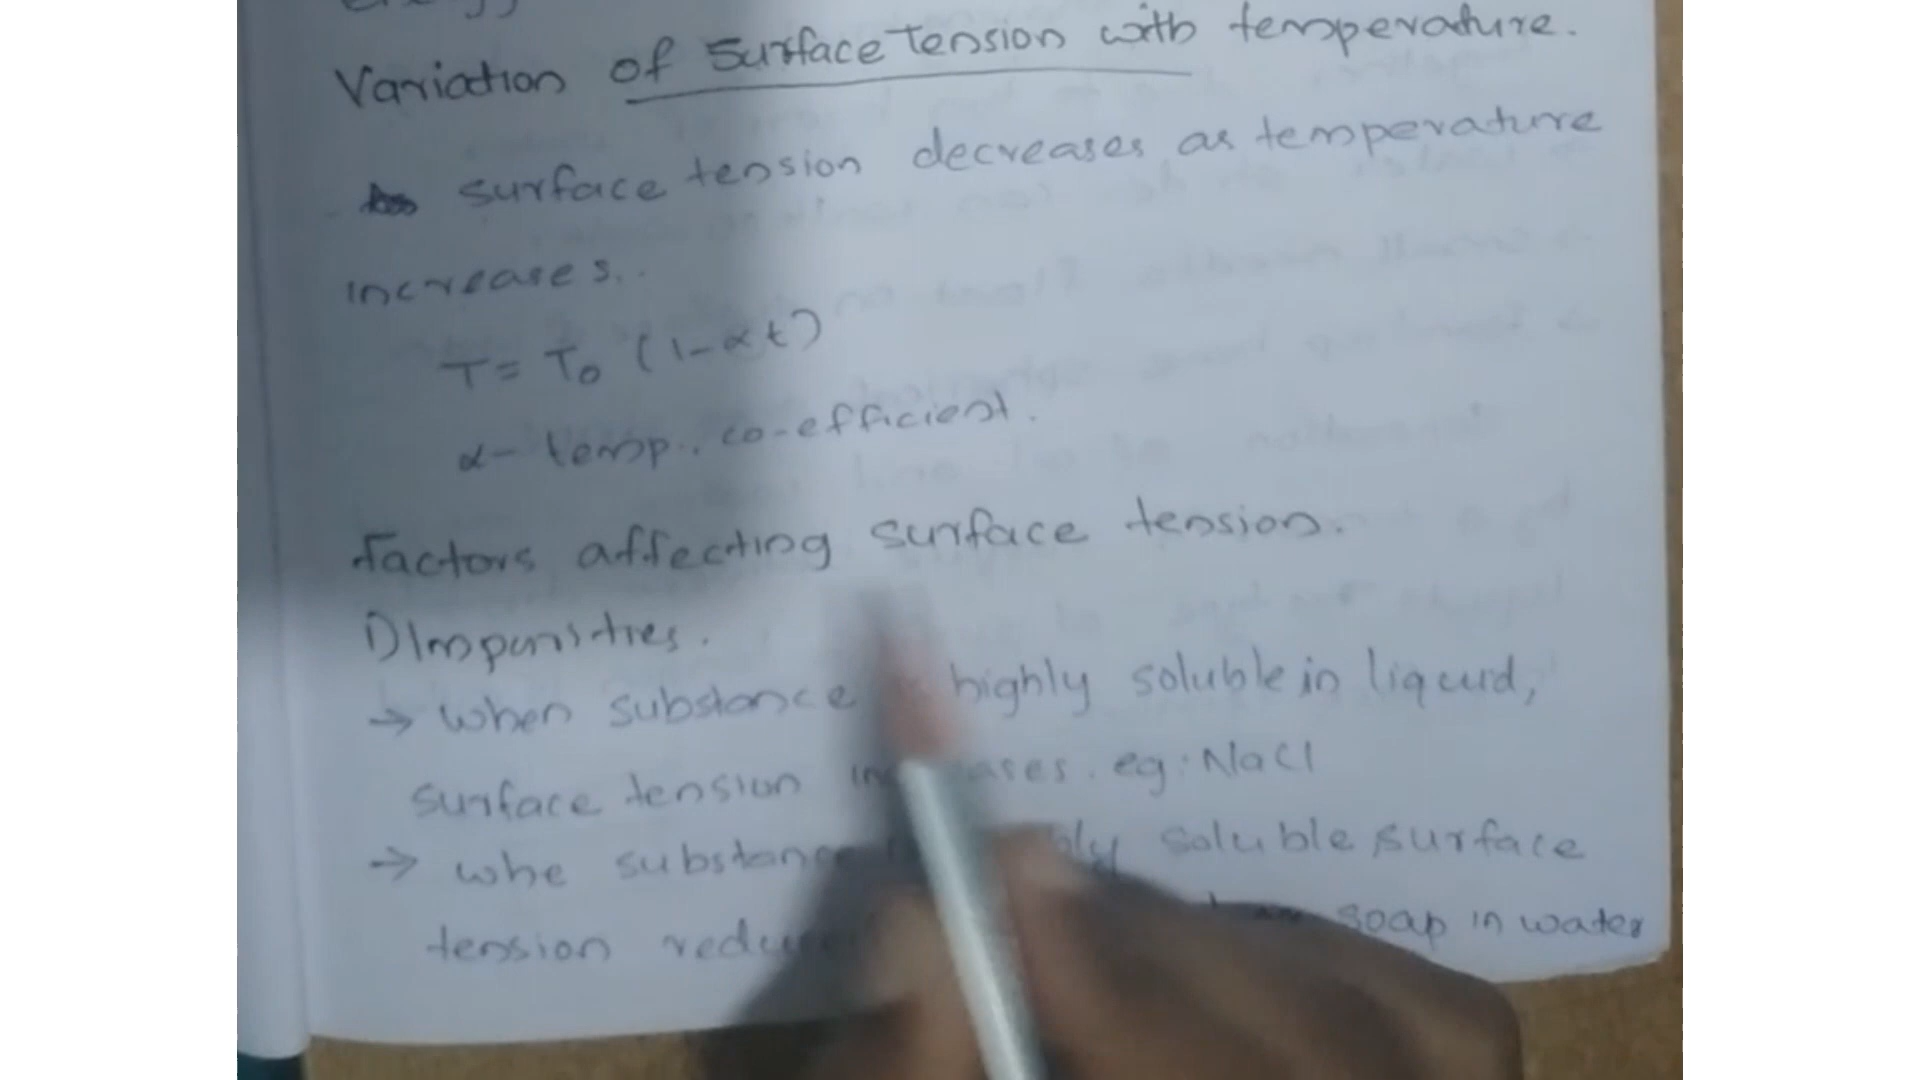 Variation of Surface Tension with temperature.
surface tension decreases as temperature
increases.
T = T₀ (1-αt)
α- temp. co-efficient.
Factors affecting surface tension.
1) Impurities.
→ when substance highly soluble in liquid,
surface tension eg: NaCl
→ whe soluble surface
tension soap in water